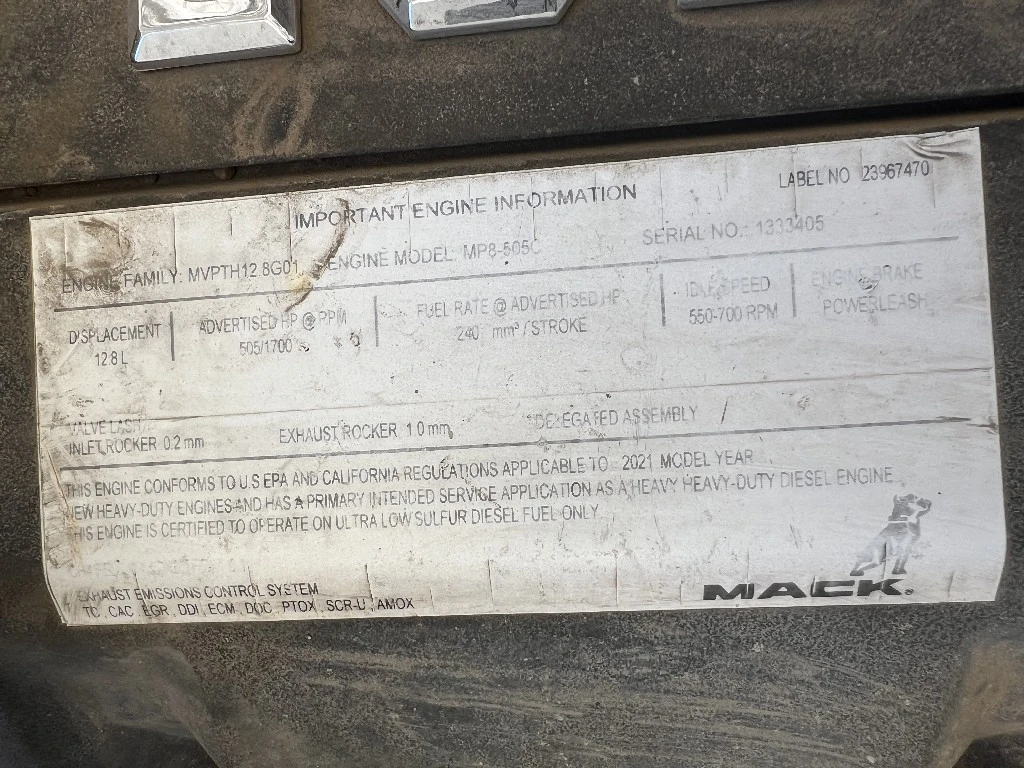 IMPORTANT ENGINE INFORMATION
LABEL NO 23967470
ENGINE FAMILY: MVPTH12.8G01 ENGINE MODEL: MP8-505C SERIAL NO.: 1333405
DISPLACEMENT
12.8 L
ADVERTISED HP @ RPM
505/1700
FUEL RATE @ ADVERTISED HP
240 mm³ / STROKE
IDLE SPEED
550-700 RPM
ENGINE BRAKE
POWERLEASH
VALVE LASH
INLET ROCKER 0.2 mm EXHAUST ROCKER 1.0 mm DELEGATED ASSEMBLY
THIS ENGINE CONFORMS TO U.S EPA AND CALIFORNIA REGULATIONS APPLICABLE TO 2021 MODEL YEAR
NEW HEAVY-DUTY ENGINES AND HAS A PRIMARY INTENDED SERVICE APPLICATION AS A HEAVY HEAVY-DUTY DIESEL ENGINE
THIS ENGINE IS CERTIFIED TO OPERATE ON ULTRA LOW SULFUR DIESEL FUEL ONLY
EXHAUST EMISSIONS CONTROL SYSTEM
TC, CAC, EGR, DDI, ECM, DOC, PTOX, SCR-U, AMOX
MACK